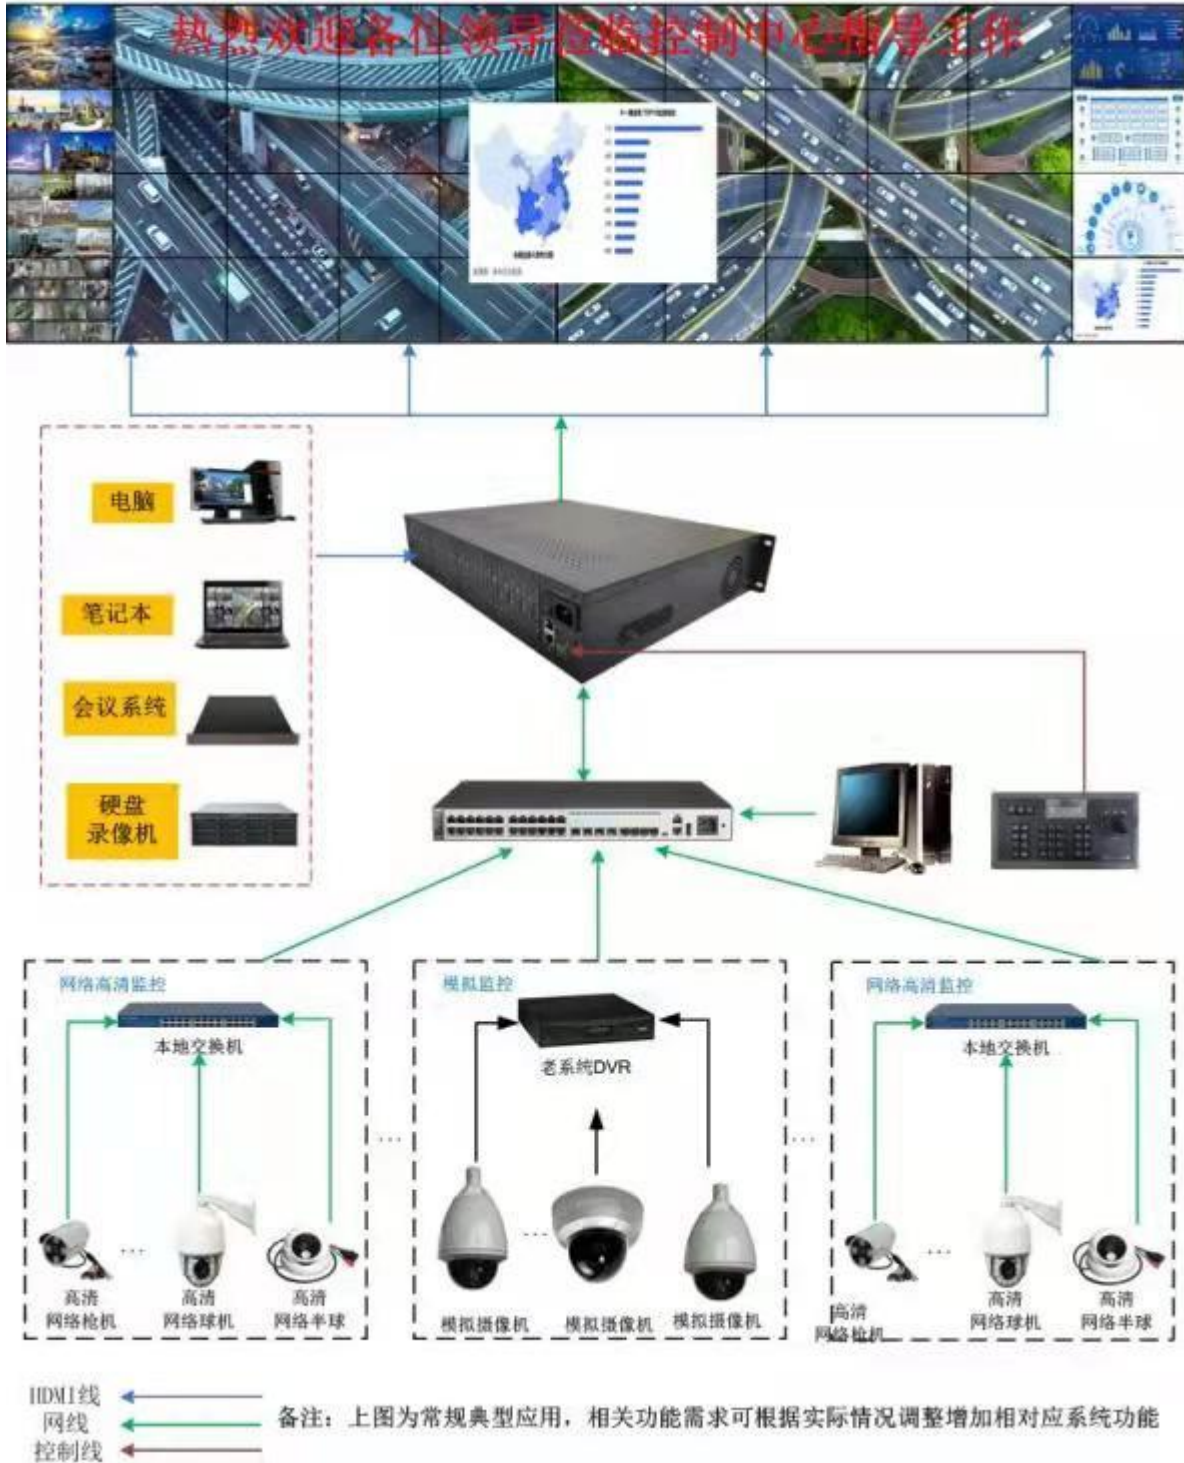 热烈欢迎各位领导莅临控制中心指导工作
电脑
笔记本
会议系统
硬盘
录像机
网络高清监控
本地交换机
高清
网络枪机
高清
网络球机
高清
网络半球
...
模拟监控
老系统DVR
模拟摄像机
模拟摄像机
模拟摄像机
...
...
...
网络高清监控
本地交换机
高清
网络枪机
高清
网络球机
高清
网络半球
...
HDMI线
网线
控制线
备注：上图为常规典型应用，相关功能需求可根据实际情况调整增加相对应系统功能